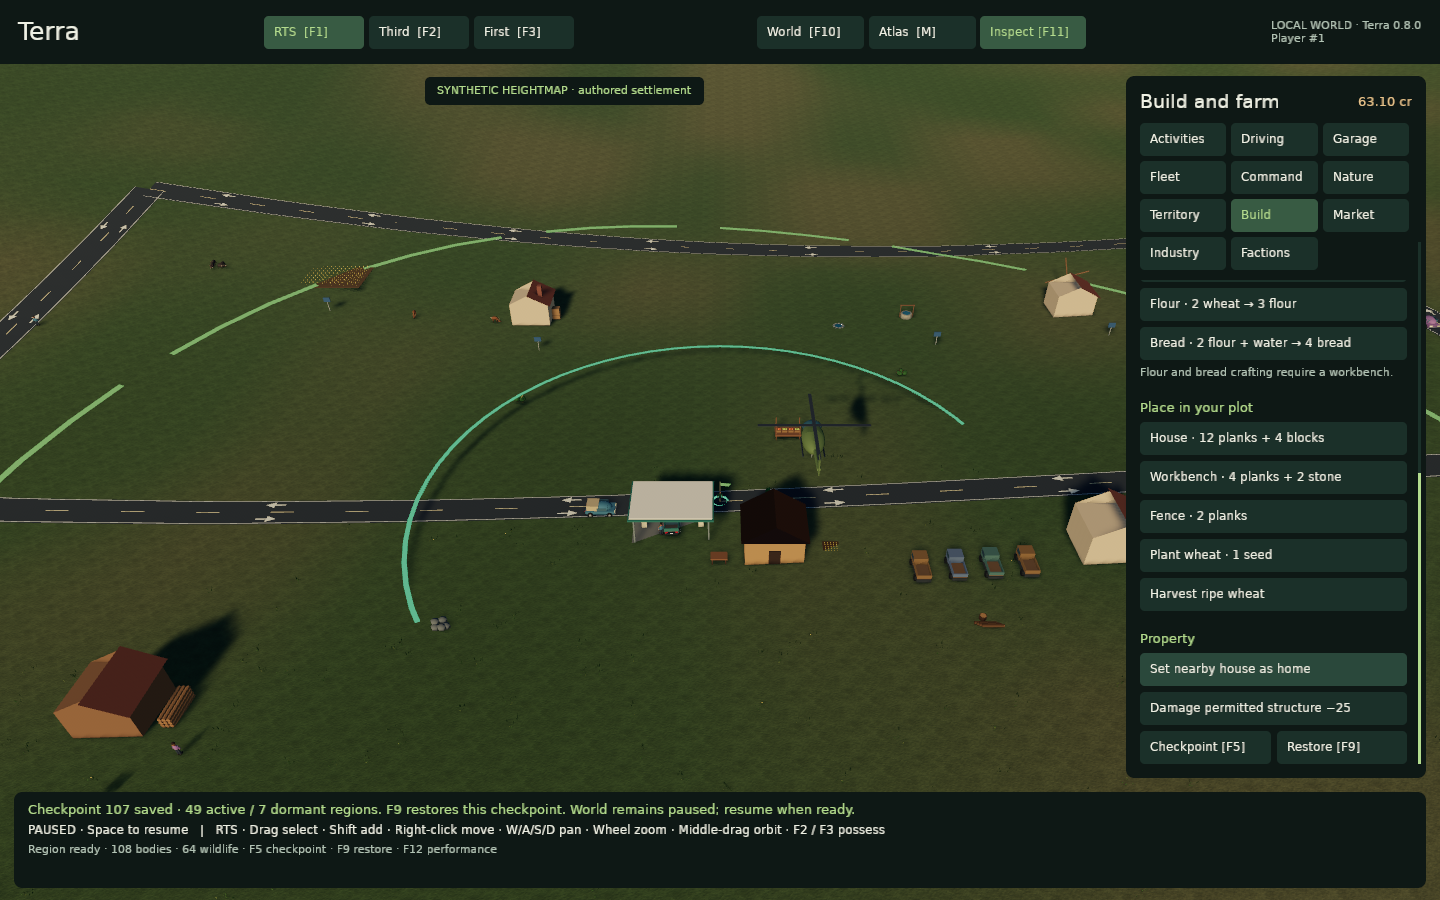 Terra
RTS [F1]
Third [F2]
First [F3]
World [F10]
Atlas [M]
Inspect [F11]
LOCAL WORLD · Terra 0.8.0
Player #1
SYNTHETIC HEIGHTMAP · authored settlement
Build and farm
63.10 cr
Activities
Driving
Garage
Fleet
Command
Nature
Territory
Build
Market
Industry
Factions
Flour · 2 wheat → 3 flour
Bread · 2 flour + water → 4 bread
Flour and bread crafting require a workbench.
Place in your plot
House · 12 planks + 4 blocks
Workbench · 4 planks + 2 stone
Fence · 2 planks
Plant wheat · 1 seed
Harvest ripe wheat
Property
Set nearby house as home
Damage permitted structure −25
Checkpoint [F5]
Restore [F9]
Checkpoint 107 saved · 49 active / 7 dormant regions. F9 restores this checkpoint. World remains paused; resume when ready.
PAUSED · Space to resume | RTS · Drag select · Shift add · Right-click move · W/A/S/D pan · Wheel zoom · Middle-drag orbit · F2 / F3 possess
Region ready · 108 bodies · 64 wildlife · F5 checkpoint · F9 restore · F12 performance